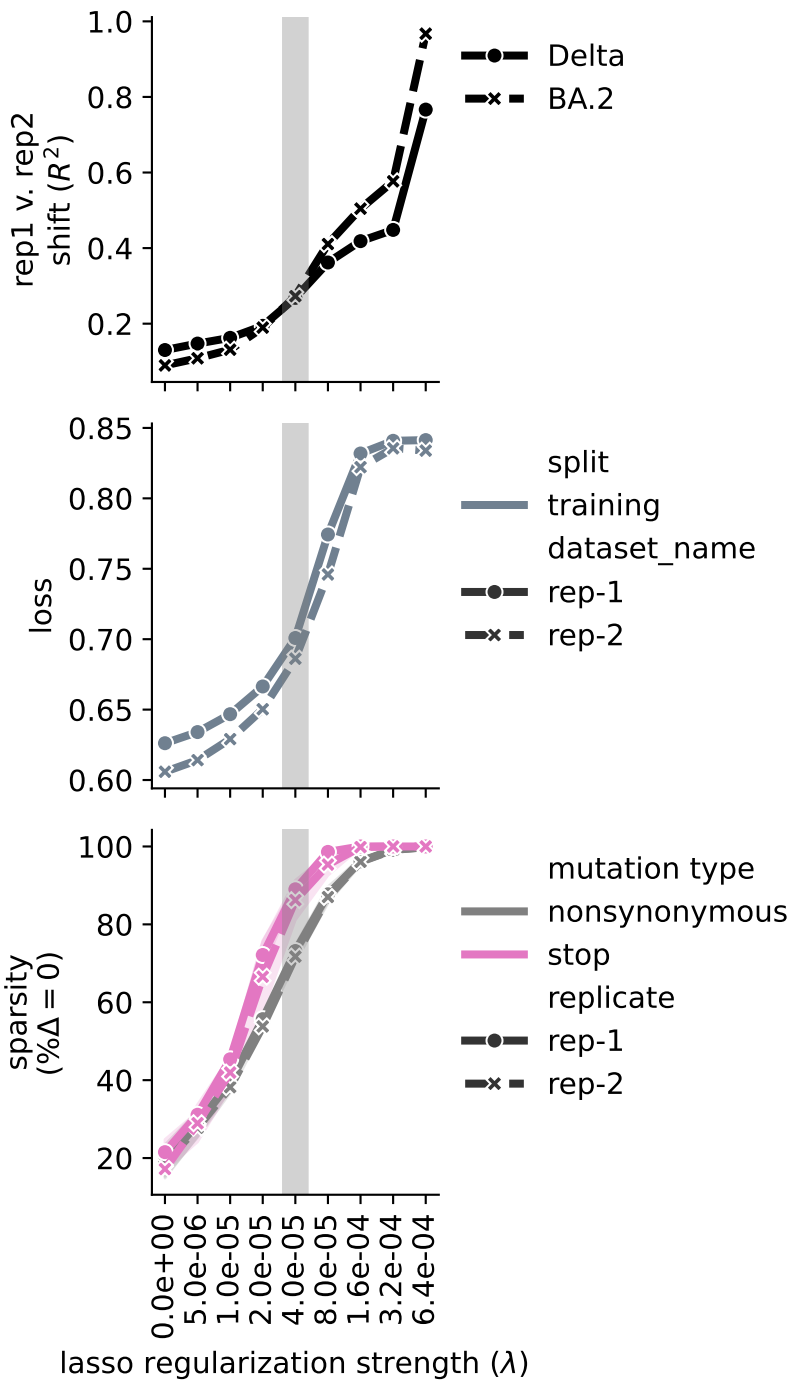 1.0
0.8
0.6
0.4
0.2
rep1 v. rep2
shift (R²)
Delta
BA.2
0.85
0.80
0.75
0.70
0.65
0.60
loss
split
training
dataset_name
rep-1
rep-2
100
80
60
40
20
sparsity
(%Δ = 0)
mutation type
nonsynonymous
stop
replicate
rep-1
rep-2
0.0e+00
5.0e-06
1.0e-05
2.0e-05
4.0e-05
8.0e-05
1.6e-04
3.2e-04
6.4e-04
lasso regularization strength (λ)